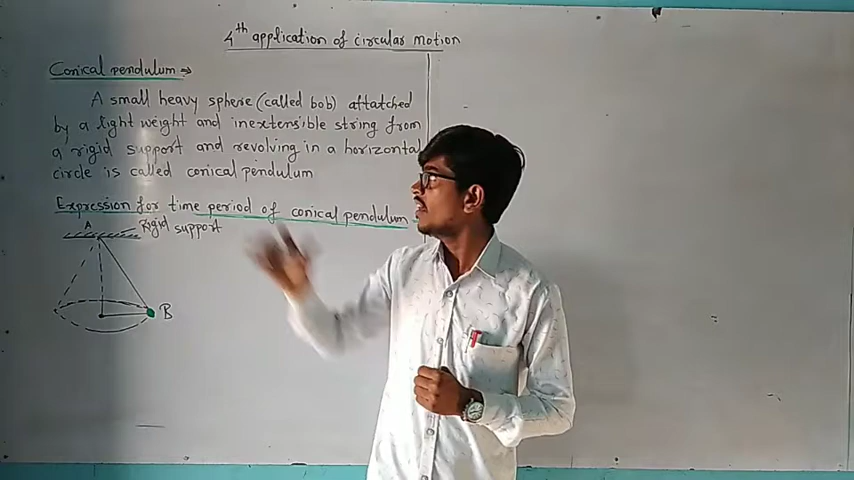 4th application of circular motion
Conical pendulum →
A small heavy sphere (called bob) attatched
by a light weight and inextensible string from
a rigid support and revolving in a horizontal
circle is called conical pendulum
Expression for time period of conical pendulum
A Rigid support
B